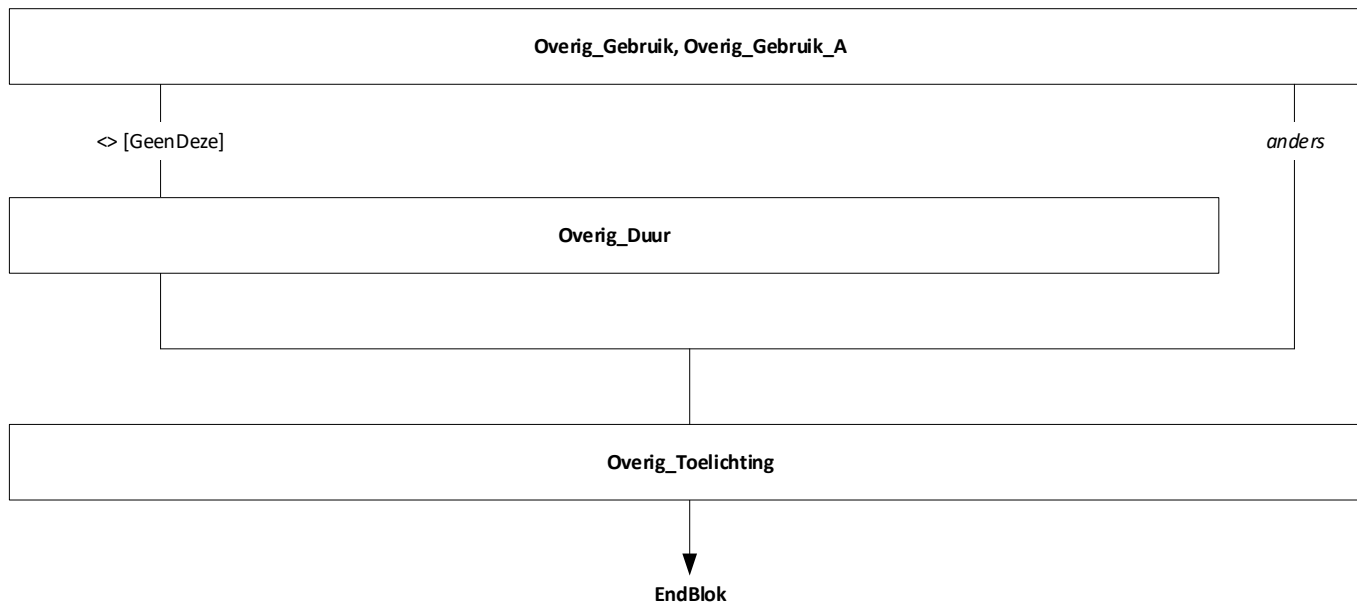 Overig_Gebruik, Overig_Gebruik_A
<> [GeenDeze]
anders
Overig_Duur
Overig_Toelichting
EndBlok